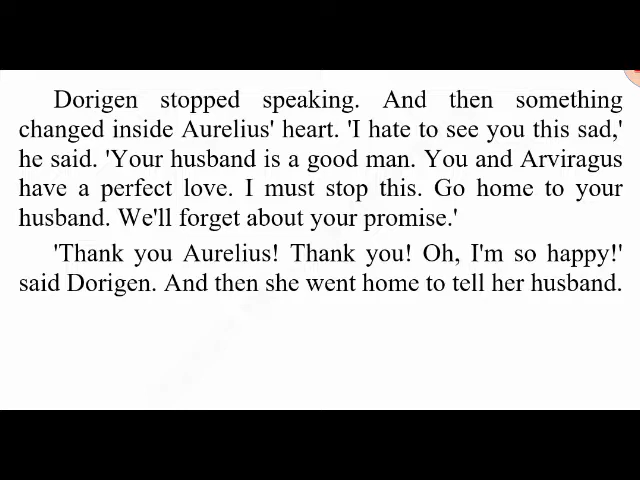 Dorigen stopped speaking. And then something
changed inside Aurelius' heart. 'I hate to see you this sad,'
he said. 'Your husband is a good man. You and Arviragus
have a perfect love. I must stop this. Go home to your
husband. We'll forget about your promise.'
'Thank you Aurelius! Thank you! Oh, I'm so happy!'
said Dorigen. And then she went home to tell her husband.